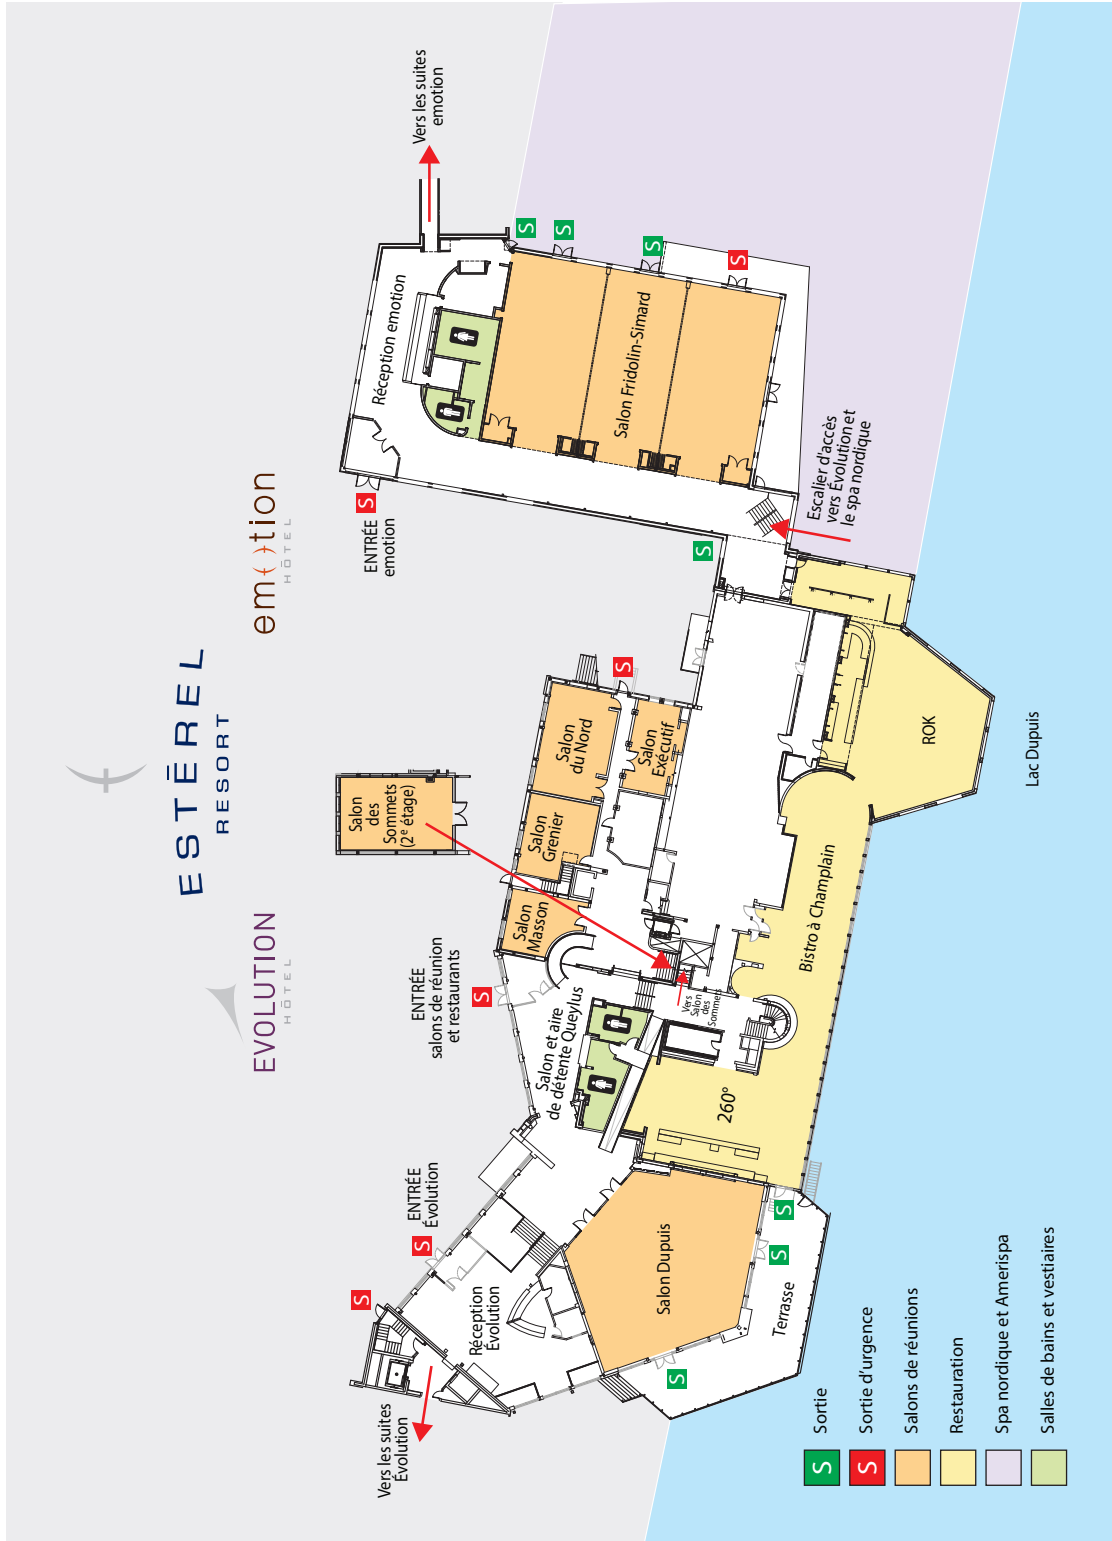 ESTÉREL
RESORT
EVOLUTION
HÔTEL
em()tion
HÔTEL
Vers les suites
Évolution
S
ENTRÉE
Évolution
S
Réception
Évolution
ENTRÉE
salons de réunion
et restaurants
S
Salon et aire
de détente Queylus
Salon
Masson
Salon
Grenier
Salon
du Nord
Salon
Exécutif
S
Salon
des
Sommets
(2e étage)
Vers
Salon
des
Sommets
ENTRÉE
emotion
S
Réception emotion
Vers les suites
emotion
S
S
S
S
Salon Fridolin-Simard
S
Escalier d'accès
vers Évolution et
le spa nordique
Salon Dupuis
S
S
S
Terrasse
260°
Bistro à Champlain
ROK
Lac Dupuis
S Sortie
S Sortie d'urgence
Salons de réunions
Restauration
Spa nordique et Amerispa
Salles de bains et vestiaires